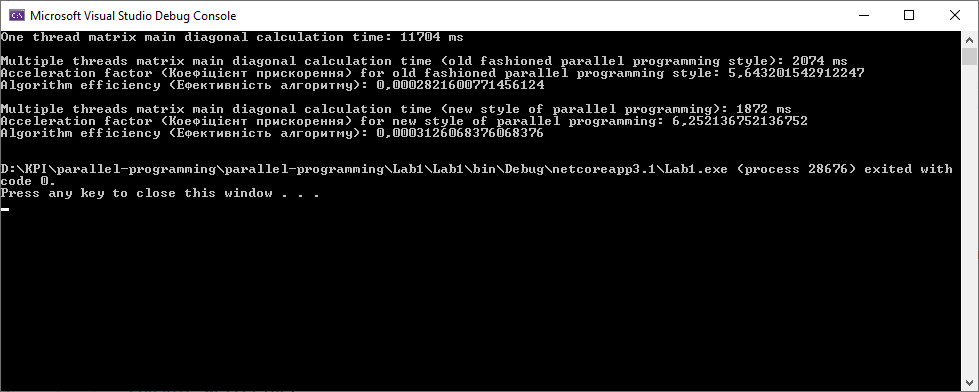 Microsoft Visual Studio Debug Console
One thread matrix main diagonal calculation time: 11704 ms
Multiple threads matrix main diagonal calculation time (old fashioned parallel programming style): 2074 ms
Acceleration factor (Коефіцієнт прискорення) for old fashioned parallel programming style: 5,643201542912247
Algorithm efficiency (Ефективність алгоритму): 0,0002821600771456124
Multiple threads matrix main diagonal calculation time (new style of parallel programming): 1872 ms
Acceleration factor (Коефіцієнт прискорення) for new style of parallel programming: 6,252136752136752
Algorithm efficiency (Ефективність алгоритму): 0,0003126068376068376
D:\KPI\parallel-programming\parallel-programming\Lab1\Lab1\bin\Debug\netcoreapp3.1\Lab1.exe (process 28676) exited with
code 0.
Press any key to close this window . . .